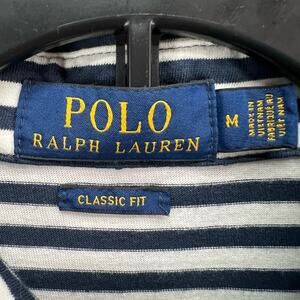 POLO
RALPH LAUREN
M
MADE IN
VIETNAM
FABRIQUÉ AU
VIET NAM
CLASSIC FIT